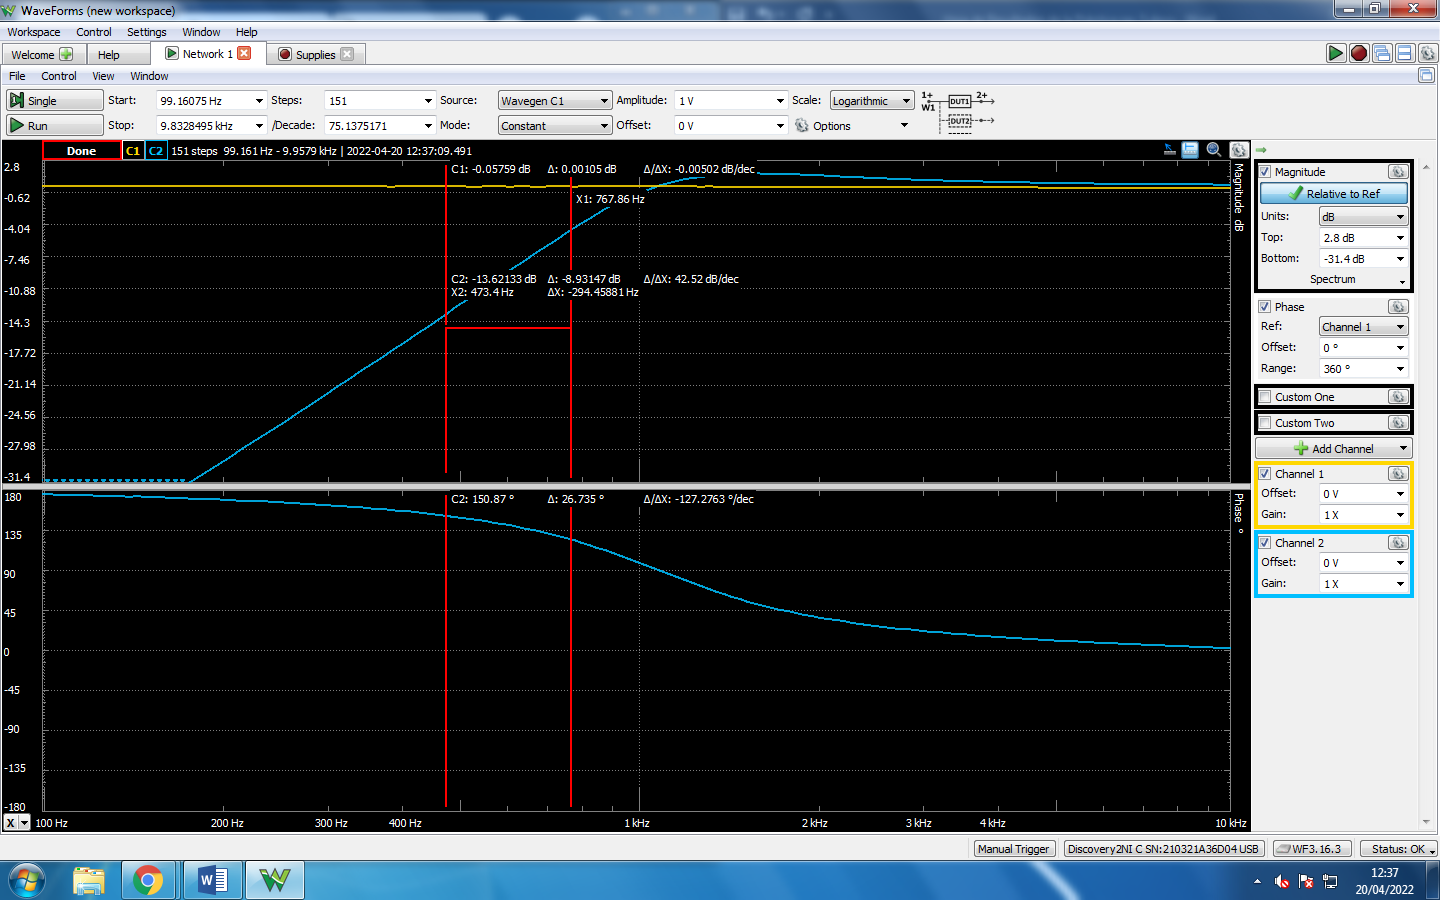 WaveForms (new workspace)
Workspace Control Settings Window Help
Welcome Help Network 1 Supplies
File Control View Window
Single Start: 99.16075 Hz Steps: 151 Source: Wavegen C1 Amplitude: 1 V Scale: Logarithmic 1+ W1 DUT1 2+
Run Stop: 9.8328495 kHz /Decade: 75.1375171 Mode: Constant Offset: 0 V Options DUT2
Done C1 C2 151 steps 99.161 Hz - 9.9579 kHz | 2022-04-20 12:37:09.491
C1: -0.05759 dB Δ: 0.00105 dB Δ/ΔX: -0.00502 dB/dec
X1: 767.86 Hz
C2: -13.62133 dB Δ: -8.93147 dB Δ/ΔX: 42.52 dB/dec
X2: 473.4 Hz ΔX: -294.45881 Hz
2.8
-0.62
-4.04
-7.46
-10.88
-14.3
-17.72
-21.14
-24.56
-27.98
-31.4
Magnitude dB
C2: 150.87 ° Δ: 26.735 ° Δ/ΔX: -127.2763 °/dec
180
135
90
45
0
-45
-90
-135
-180
Phase °
X 100 Hz 200 Hz 300 Hz 400 Hz 1 kHz 2 kHz 3 kHz 4 kHz 10 kHz
Magnitude
Relative to Ref
Units: dB
Top: 2.8 dB
Bottom: -31.4 dB
Spectrum
Phase
Ref: Channel 1
Offset: 0 °
Range: 360 °
Custom One
Custom Two
Add Channel
Channel 1
Offset: 0 V
Gain: 1 X
Channel 2
Offset: 0 V
Gain: 1 X
Manual Trigger Discovery2NI C SN:210321A36D04 USB WF3.16.3 Status: OK
12:37
20/04/2022